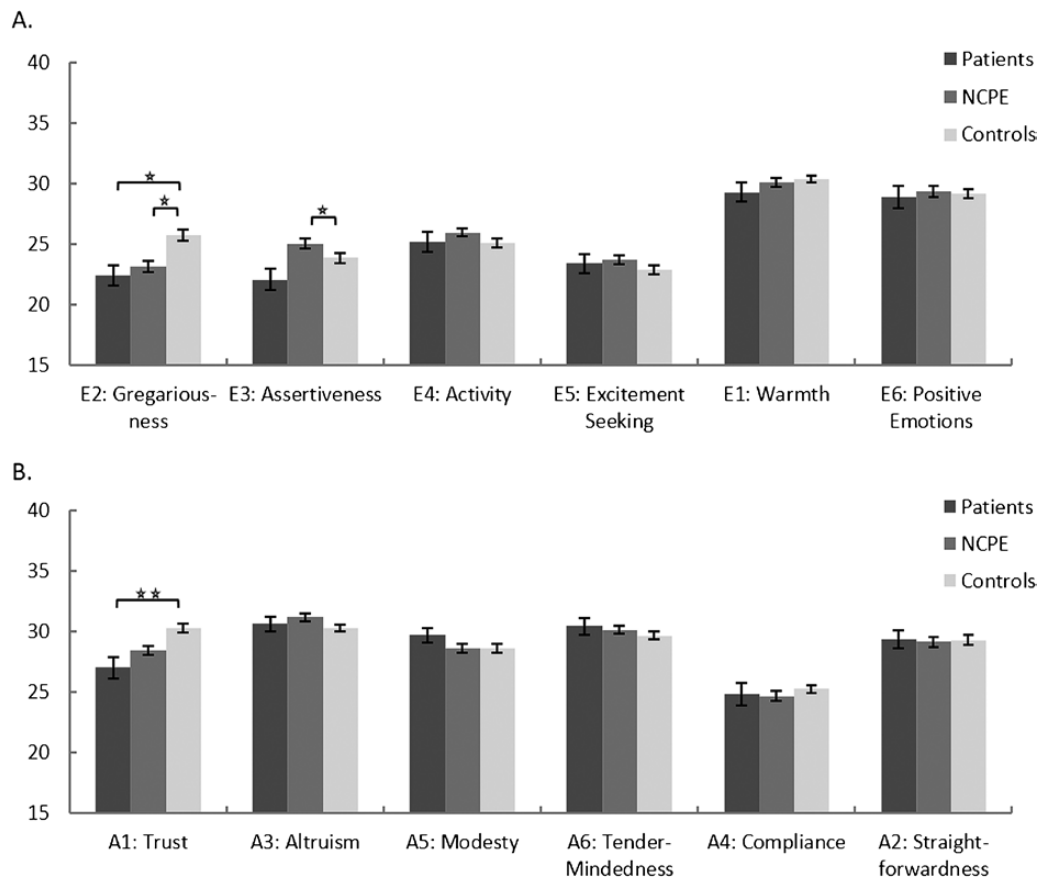 A.
40
35
30
25
20
15
Patients
NCPE
Controls
E2: Gregarious-
ness
E3: Assertiveness
E4: Activity
E5: Excitement
Seeking
E1: Warmth
E6: Positive
Emotions
B.
40
35
30
25
20
15
Patients
NCPE
Controls
A1: Trust
A3: Altruism
A5: Modesty
A6: Tender-
Mindedness
A4: Compliance
A2: Straight-
forwardness